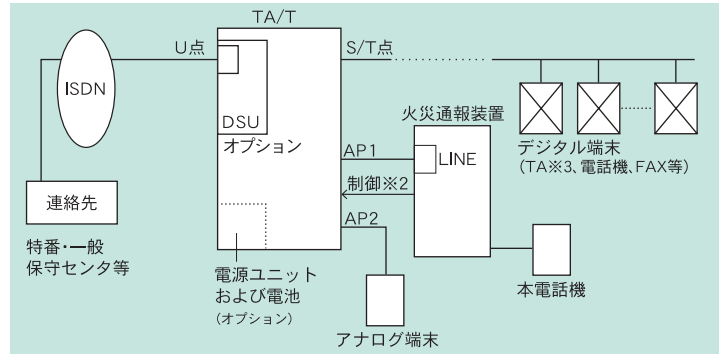 TA/T
U点
S/T点
ISDN
DSU
オプション
火災通報装置
デジタル端末
(TA※3、電話機、FAX等)
AP1
LINE
制御※2
連絡先
AP2
特番・一般
保守センタ等
電源ユニット
および電池
(オプション)
本電話機
アナログ端末